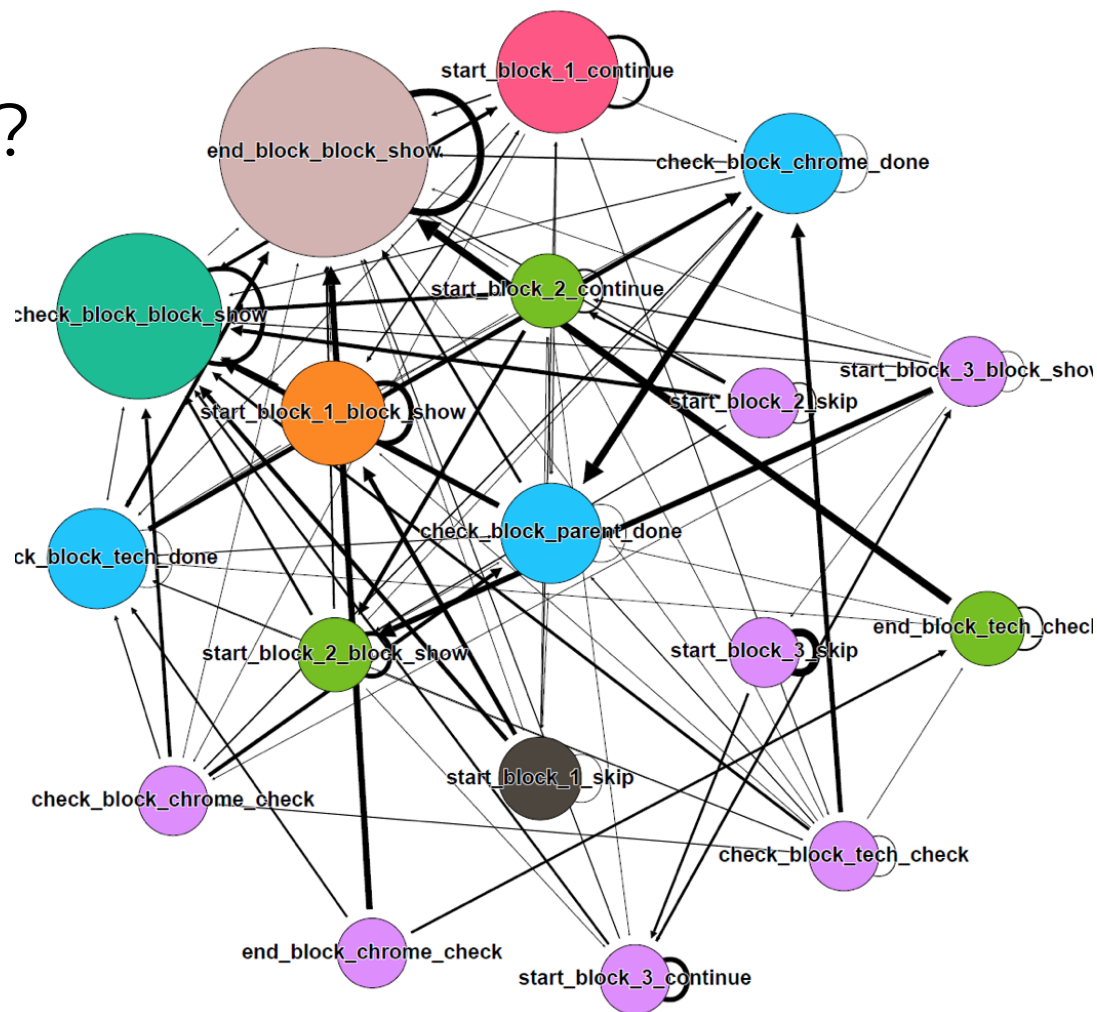 ?
start_block_1_continue
end_block_block_show
check_block_chrome_done
start_block_2_continue
check_block_block_show
start_block_3_block_show
start_block_2_skip
start_block_1_block_show
check_block_parent_done
ck_block_tech_done
end_block_tech_check
start_block_3_skip
start_block_2_block_show
start_block_1_skip
check_block_chrome_check
check_block_tech_check
end_block_chrome_check
start_block_3_continue